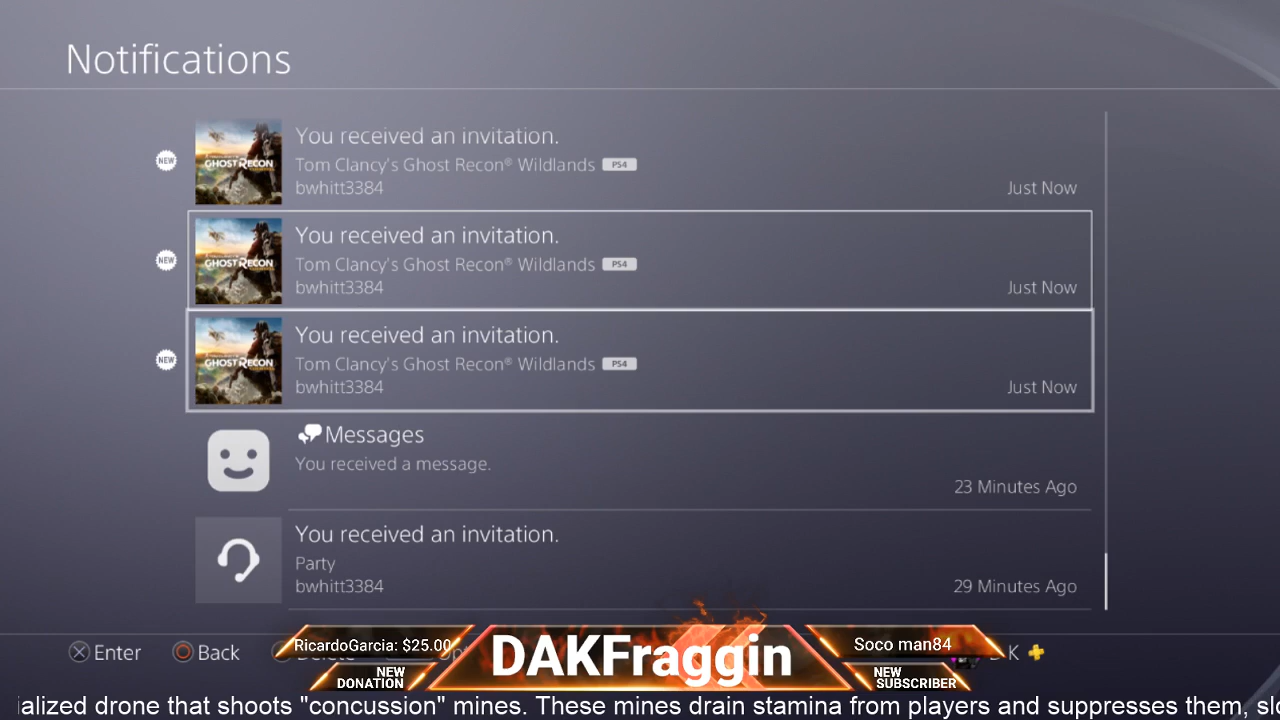 Notifications
NEW
You received an invitation.
Tom Clancy's Ghost Recon® Wildlands PS4
bwhitt3384
Just Now
GHOST RECON
NEW
You received an invitation.
Tom Clancy's Ghost Recon® Wildlands PS4
bwhitt3384
Just Now
GHOST RECON
NEW
You received an invitation.
Tom Clancy's Ghost Recon® Wildlands PS4
bwhitt3384
Just Now
GHOST RECON
Messages
You received a message.
23 Minutes Ago
You received an invitation.
Party
bwhitt3384
29 Minutes Ago
Enter
Back
Delete
RicardoGarcia: $25.00
NEW
DONATION
DAKFraggin
Soco man84
NEW
SUBSCRIBER
ialized drone that shoots "concussion" mines. These mines drain stamina from players and suppresses them, slo